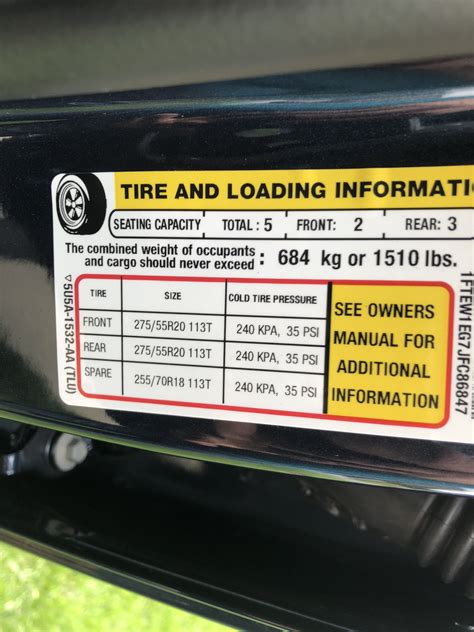 TIRE AND LOADING INFORMATI
SEATING CAPACITY TOTAL : 5 FRONT: 2 REAR: 3
The combined weight of occupants
and cargo should never exceed : 684 kg or 1510 lbs.
TIRE SIZE COLD TIRE PRESSURE
FRONT 275/55R20 113T 240 KPA, 35 PSI
REAR 275/55R20 113T 240 KPA, 35 PSI
SPARE 255/70R18 113T 240 KPA, 35 PSI
SEE OWNERS
MANUAL FOR
ADDITIONAL
INFORMATION
▽5U5A-1532-AA (TLU)
1FTEW1EG7JFC86847